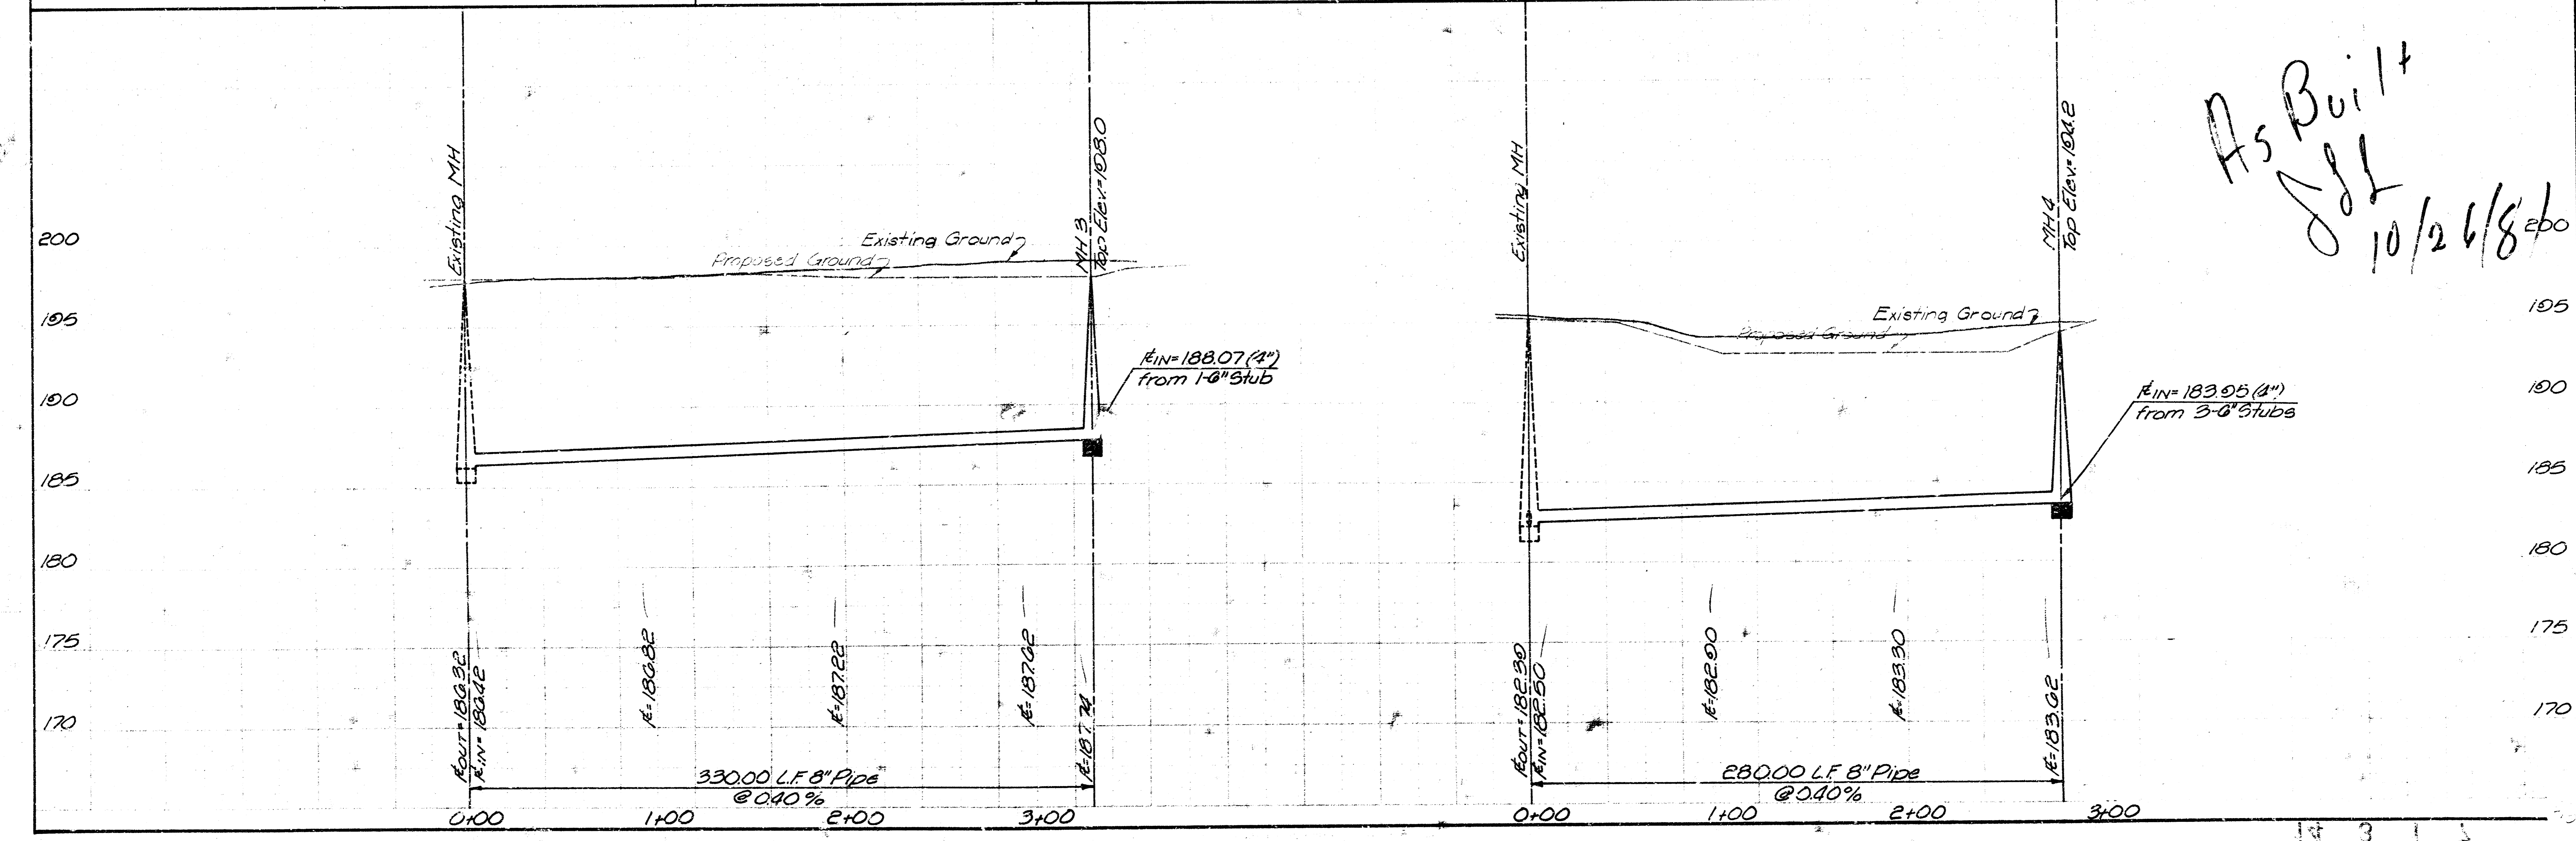 As Built
10/26/81
Existing MH
MH 3
Top Elev.=198.0
Existing MH
MH 4
Top Elev.=194.2
200
195
190
185
180
175
170
Existing Ground
Proposed Ground
Existing Ground
Proposed Ground
IN=188.07 (4")
from 1-6" Stub
IN=183.95 (4")
from 3-6" Stubs
200
195
190
185
180
175
170
OUT=186.32
IN=186.42
=186.82
=187.22
=187.62
=187.74
OUT=182.39
IN=182.50
=182.90
=183.30
=183.62
330.00 L.F. 8" Pipe
@ 0.40%
280.00 L.F. 8" Pipe
@ 0.40%
0+00 1+00 2+00 3+00
0+00 1+00 2+00 3+00